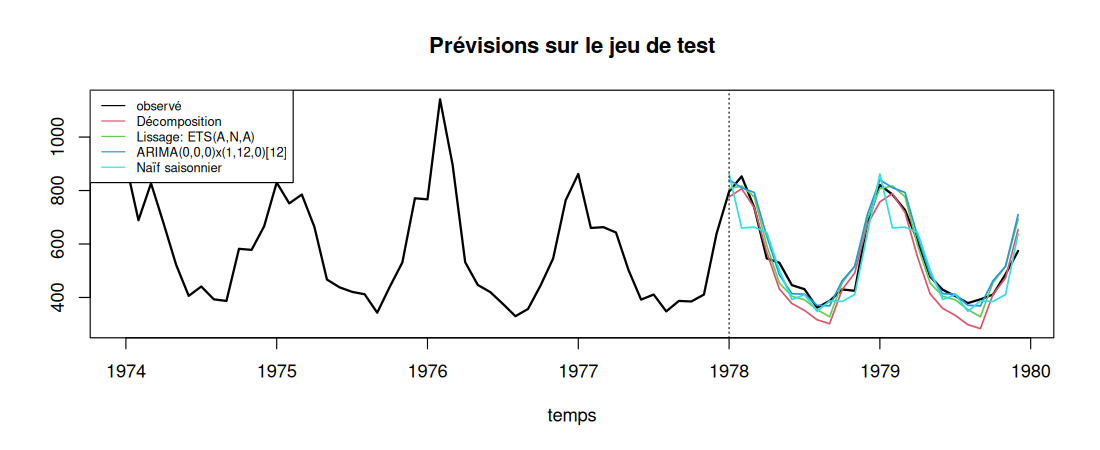 Prévisions sur le jeu de test
observé
Décomposition
Lissage: ETS(A,N,A)
ARIMA(0,0,0)x(1,12,0)[12]
Naïf saisonnier
1000
800
600
400
1974 1975 1976 1977 1978 1979 1980
temps